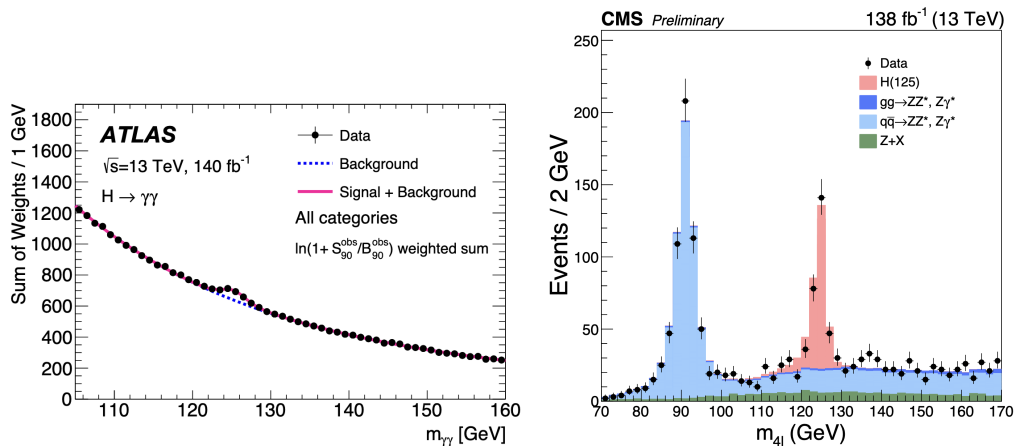 ATLAS
√s=13 TeV, 140 fb⁻¹
H → γγ
Data
Background
Signal + Background
All categories
ln(1+ S₉₀ᵒᵇˢ/B₉₀ᵒᵇˢ) weighted sum
Sum of Weights / 1 GeV
1800
1600
1400
1200
1000
800
600
400
200
0
110 120 130 140 150 160
m_γγ [GeV]
CMS Preliminary 138 fb⁻¹ (13 TeV)
Data
H(125)
gg→ZZ*, Zγ*
qq̄→ZZ*, Zγ*
Z+X
Events / 2 GeV
250
200
150
100
50
0
70 80 90 100 110 120 130 140 150 160 170
m₄ₗ (GeV)